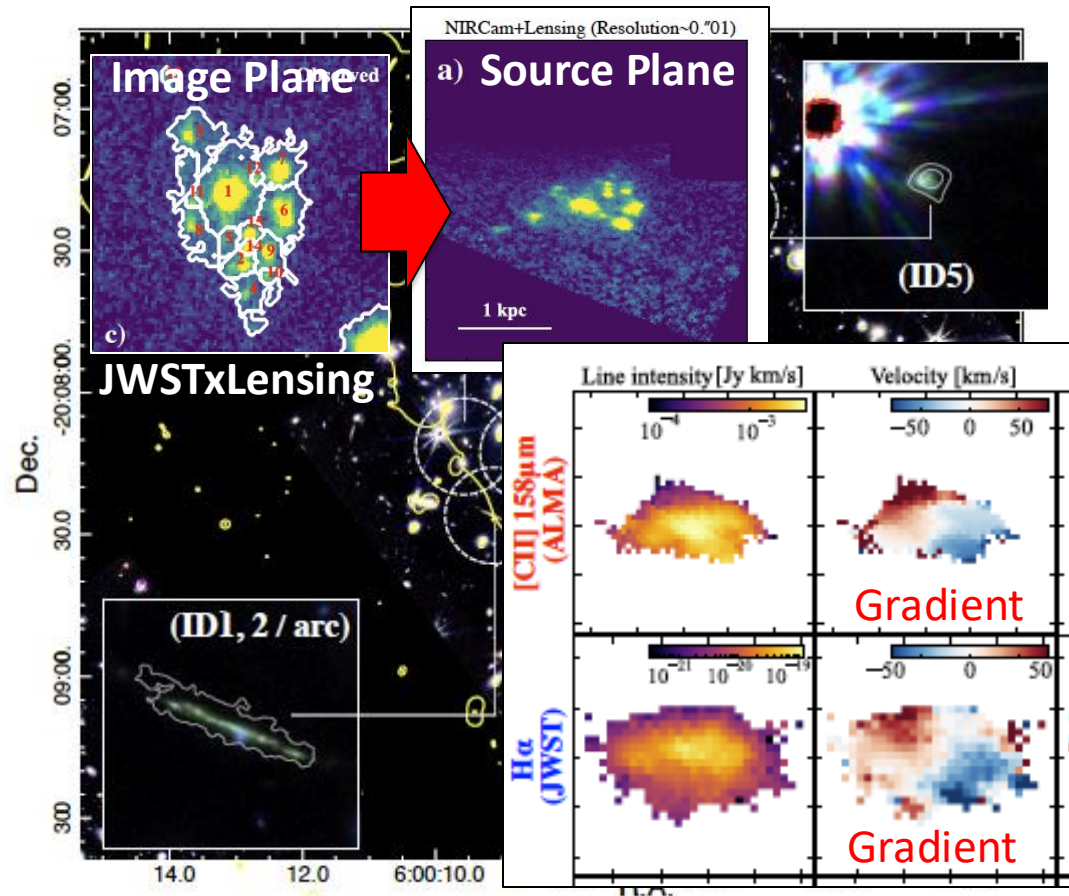 NIRCam+Lensing (Resolution~0."01)
Image Plane
Observed
a) Source Plane
3
12
7
11
1
6
8
15
5
14
9
2
10
4
c)
1 kpc
(ID5)
JWSTxLensing
07:00.
30.0
-20:08:00.
30.0
09:00.
30.0
Dec.
Line intensity [Jy km/s]
Velocity [km/s]
10⁻⁴ 10⁻³
−50 0 50
[CII] 158μm
(ALMA)
Gradient
10⁻²¹ 10⁻²⁰ 10⁻¹⁹
−50 0 50
Hα
(JWST)
Gradient
(ID1, 2 / arc)
14.0 12.0 6:00:10.0